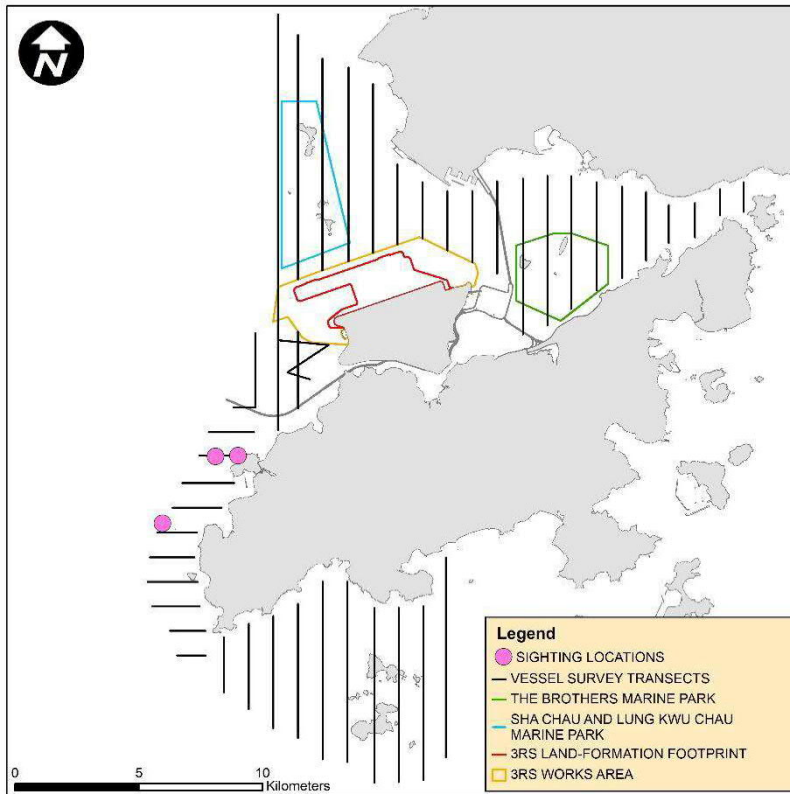 N
Legend
SIGHTING LOCATIONS
VESSEL SURVEY TRANSECTS
THE BROTHERS MARINE PARK
SHA CHAU AND LUNG KWU CHAU
MARINE PARK
3RS LAND-FORMATION FOOTPRINT
3RS WORKS AREA
0 5 10
Kilometers